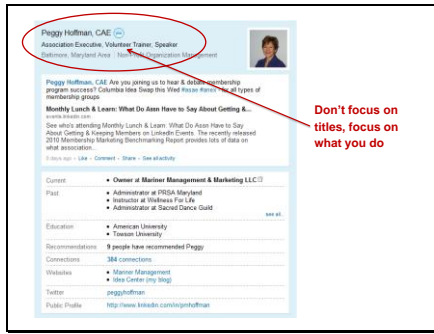 Peggy Hoffman, CAE
Association Executive, Volunteer Trainer, Speaker
Baltimore, Maryland Area | Non-Profit Organization Management
Peggy Hoffman, CAE Are you joining us to hear & debate membership
program success? Columbia Idea Swap this Wed #asae #anex - for all types of
membership groups
Monthly Lunch & Learn: What Do Assn Have to Say About Getting &...
events.linkedin.com
See who's attending Monthly Lunch & Learn: What Do Assn Have to Say
About Getting & Keeping Members on LinkedIn Events. The recently released
2010 Membership Marketing Benchmarking Report provides lots of data on
what association...
days ago • Like • Comment • Share • See all activity
Don't focus on
titles, focus on
what you do
Current • Owner at Mariner Management & Marketing LLC
Past • Administrator at PRSA Maryland
• Instructor at Wellness For Life
• Administrator at Sacred Dance Guild
see all..
Education • American University
• Towson University
Recommendations 9 people have recommended Peggy
Connections 384 connections
Websites • Mariner Management
• Idea Center (my blog)
Twitter peggyhoffman
Public Profile http://www.linkedin.com/in/pmhoffman